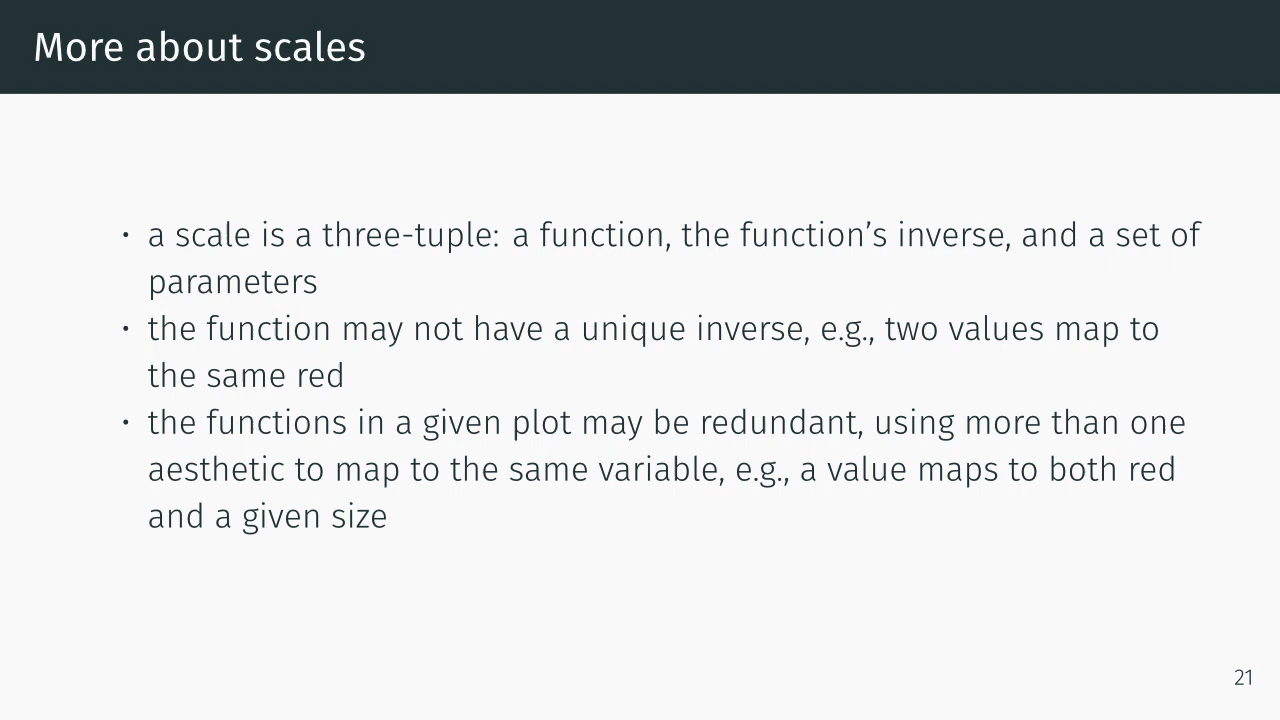 More about scales
• a scale is a three-tuple: a function, the function’s inverse, and a set of
parameters
• the function may not have a unique inverse, e.g., two values map to
the same red
• the functions in a given plot may be redundant, using more than one
aesthetic to map to the same variable, e.g., a value maps to both red
and a given size
21